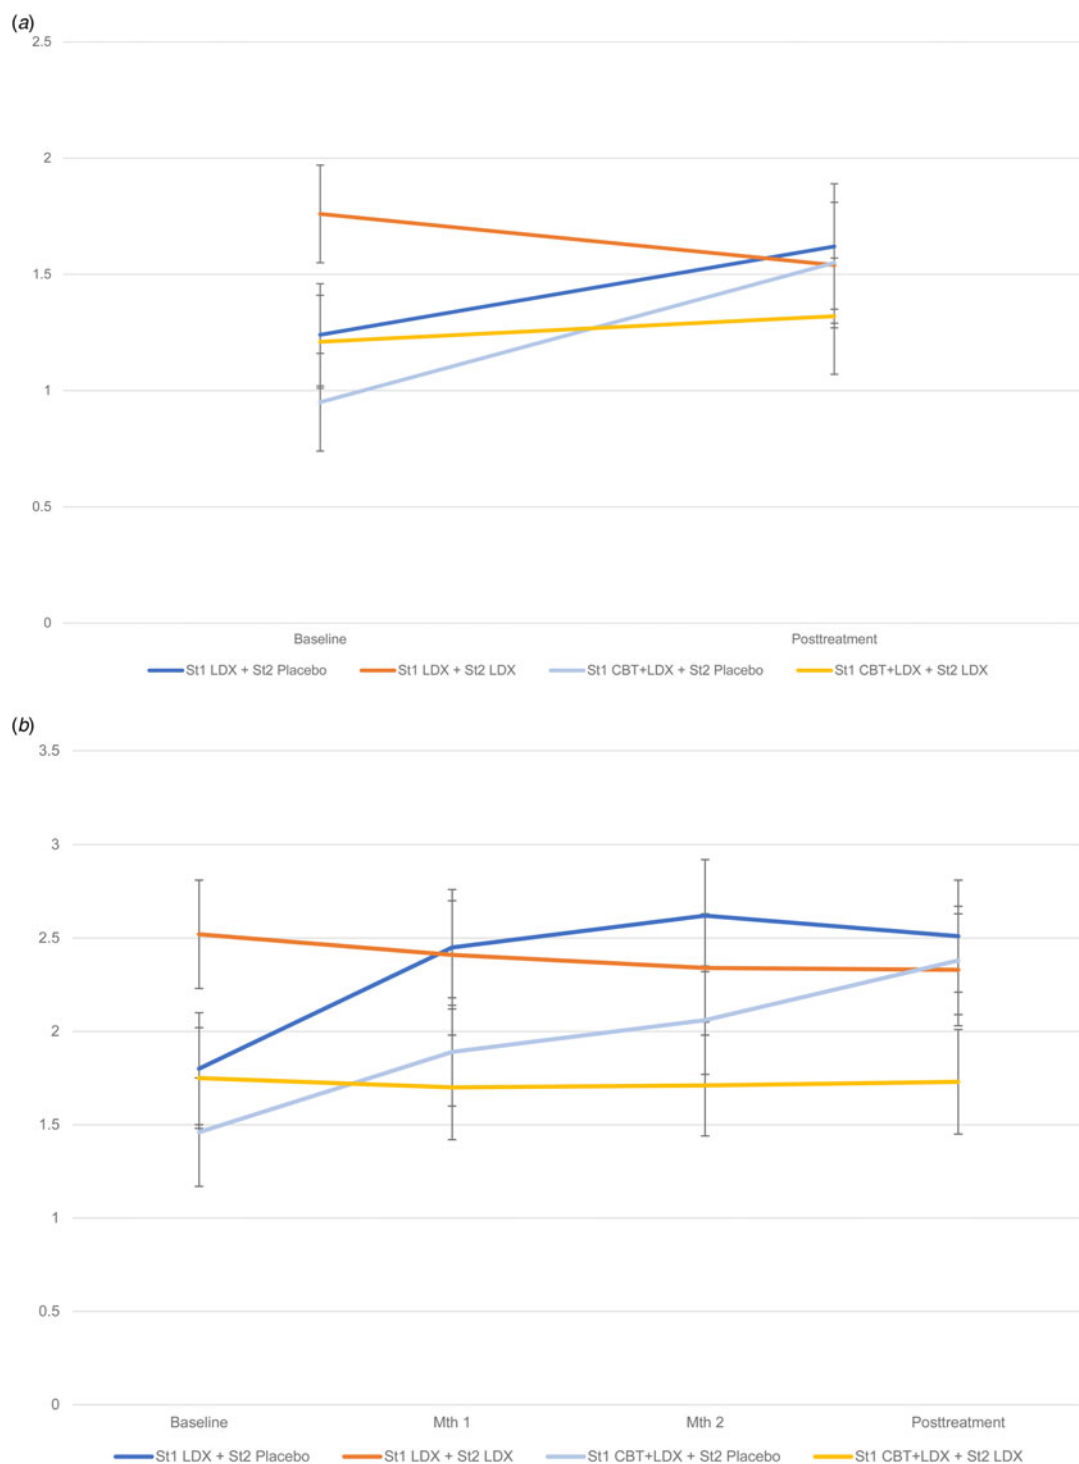 (a)
2.5
2
1.5
1
0.5
0
Baseline Posttreatment
St1 LDX + St2 Placebo St1 LDX + St2 LDX St1 CBT+LDX + St2 Placebo St1 CBT+LDX + St2 LDX
(b)
3.5
3
2.5
2
1.5
1
0.5
0
Baseline Mth 1 Mth 2 Posttreatment
St1 LDX + St2 Placebo St1 LDX + St2 LDX St1 CBT+LDX + St2 Placebo St1 CBT+LDX + St2 LDX